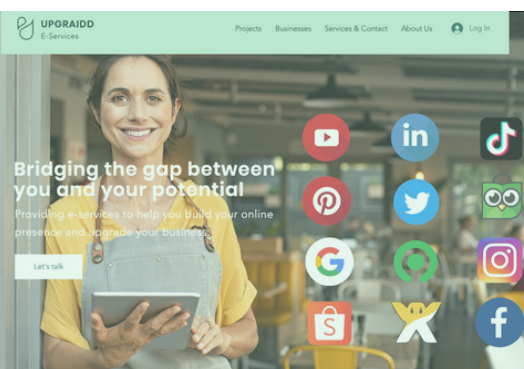 UPGRAIDD
E-Services
Projects Businesses Services & Contact About Us Log In
Bridging the gap between
you and your potential
Providing e-services to help you build your online
presence and upgrade your business.
Let's talk
in
G
S
f